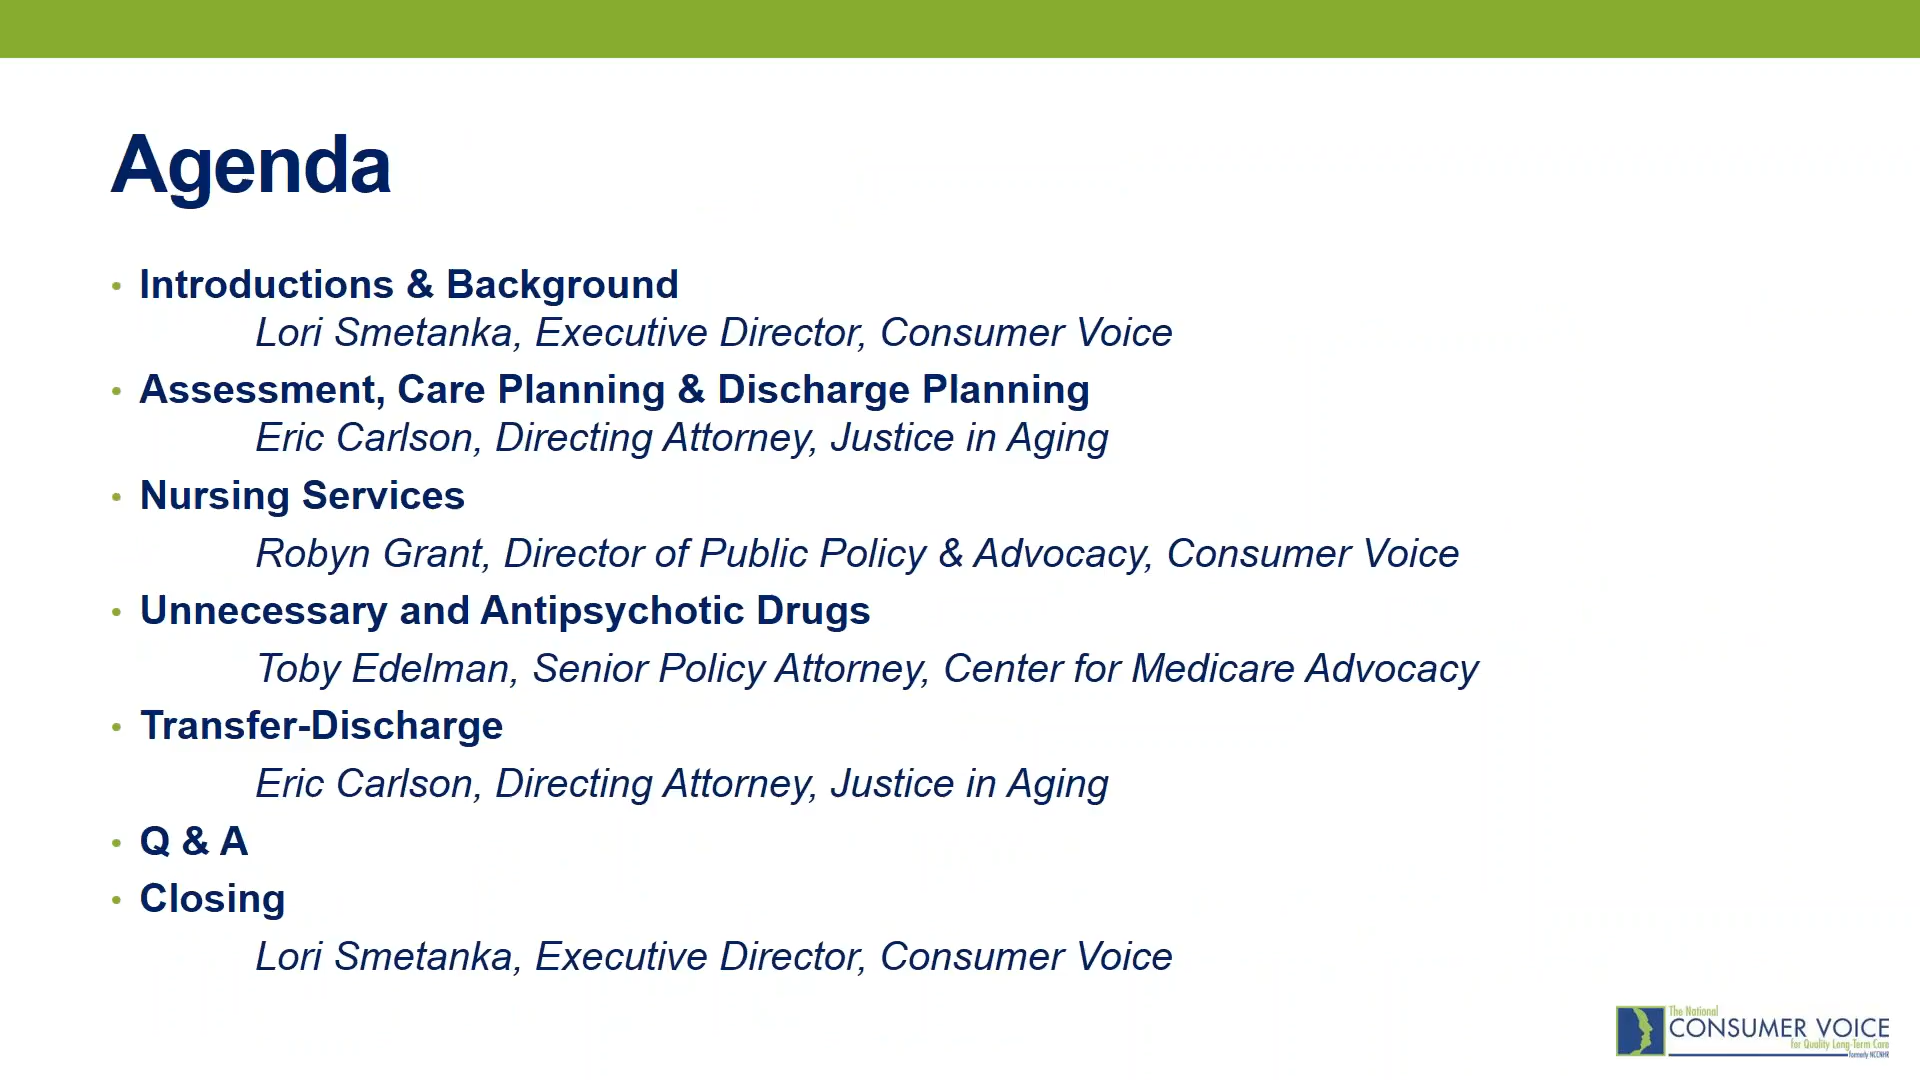 Agenda
• Introductions & Background
Lori Smetanka, Executive Director, Consumer Voice
• Assessment, Care Planning & Discharge Planning
Eric Carlson, Directing Attorney, Justice in Aging
• Nursing Services
Robyn Grant, Director of Public Policy & Advocacy, Consumer Voice
• Unnecessary and Antipsychotic Drugs
Toby Edelman, Senior Policy Attorney, Center for Medicare Advocacy
• Transfer-Discharge
Eric Carlson, Directing Attorney, Justice in Aging
• Q & A
• Closing
Lori Smetanka, Executive Director, Consumer Voice
The National
CONSUMER VOICE
for Quality Long-Term Care
formerly NCCNHR